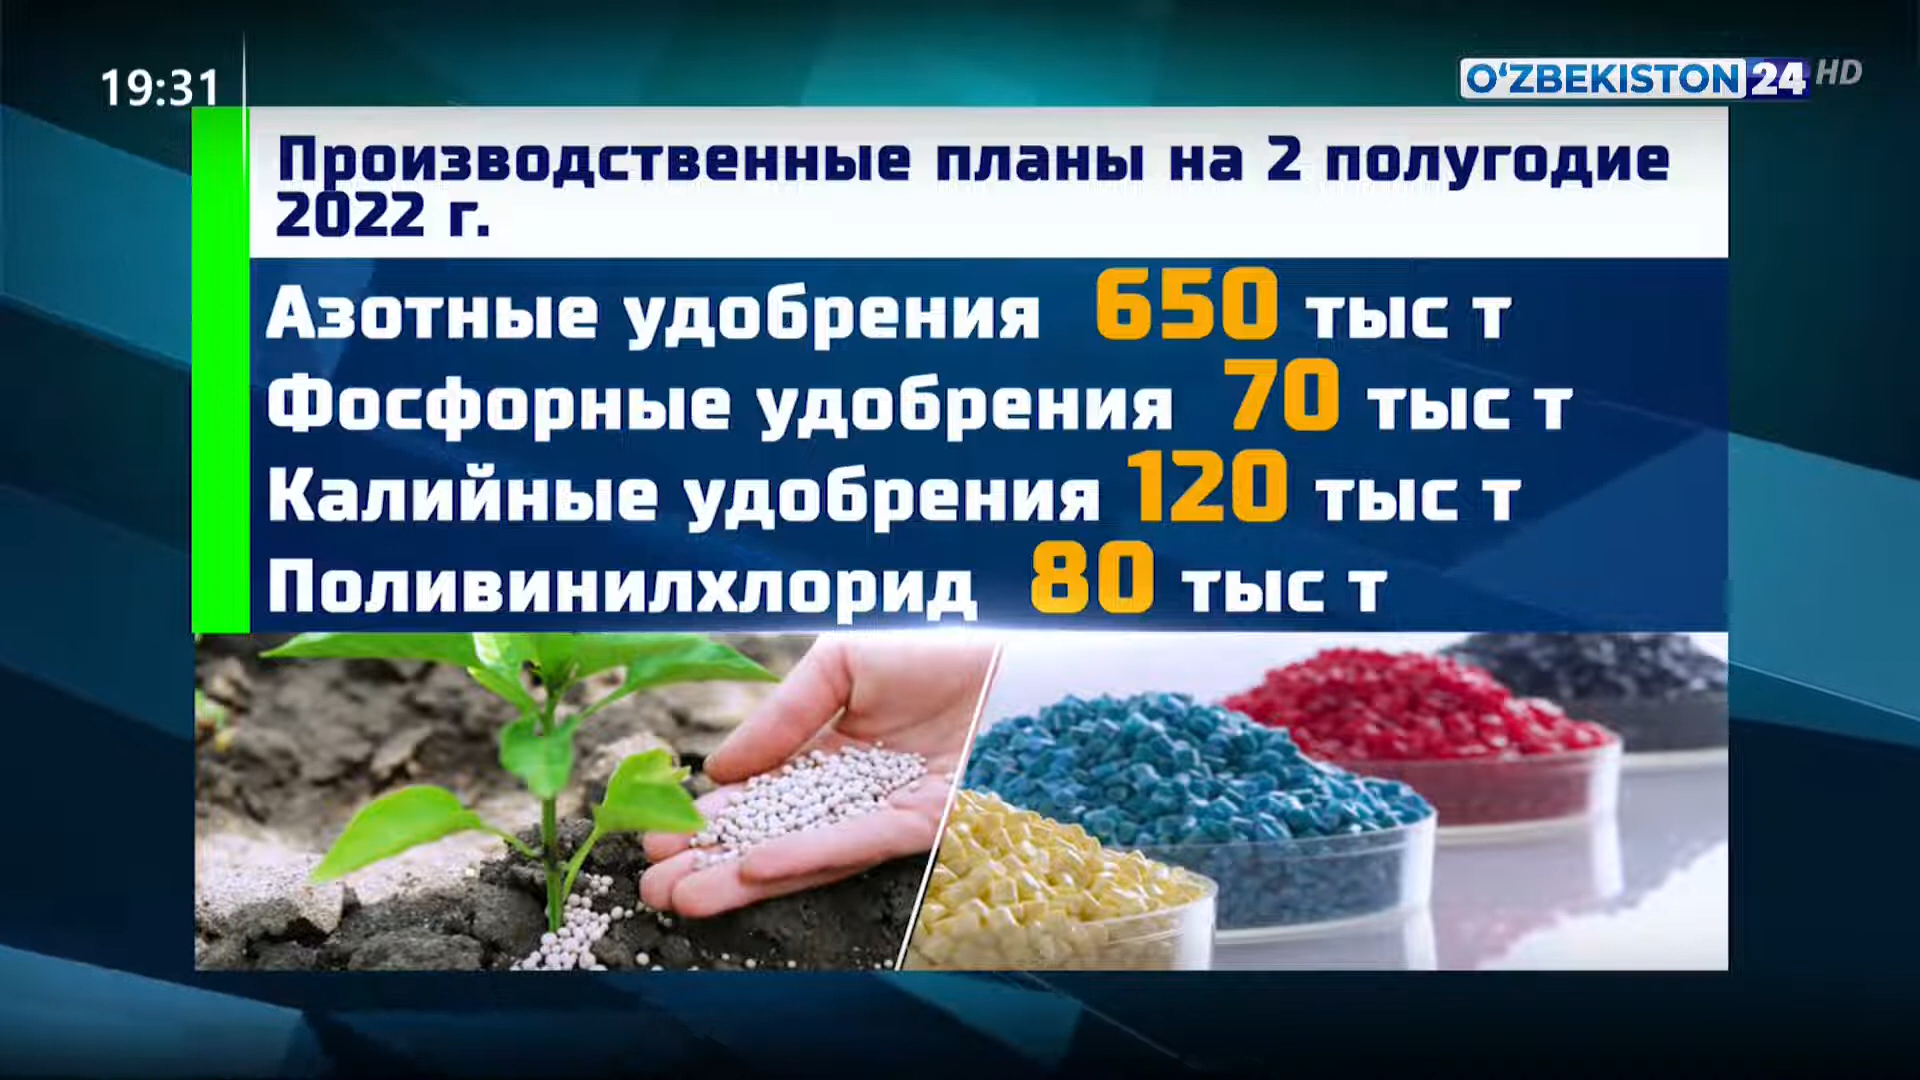 19:31
O‘ZBEKISTON 24 HD
Производственные планы на 2 полугодие
2022 г.
Азотные удобрения 650 тыс т
Фосфорные удобрения 70 тыс т
Калийные удобрения 120 тыс т
Поливинилхлорид 80 тыс т